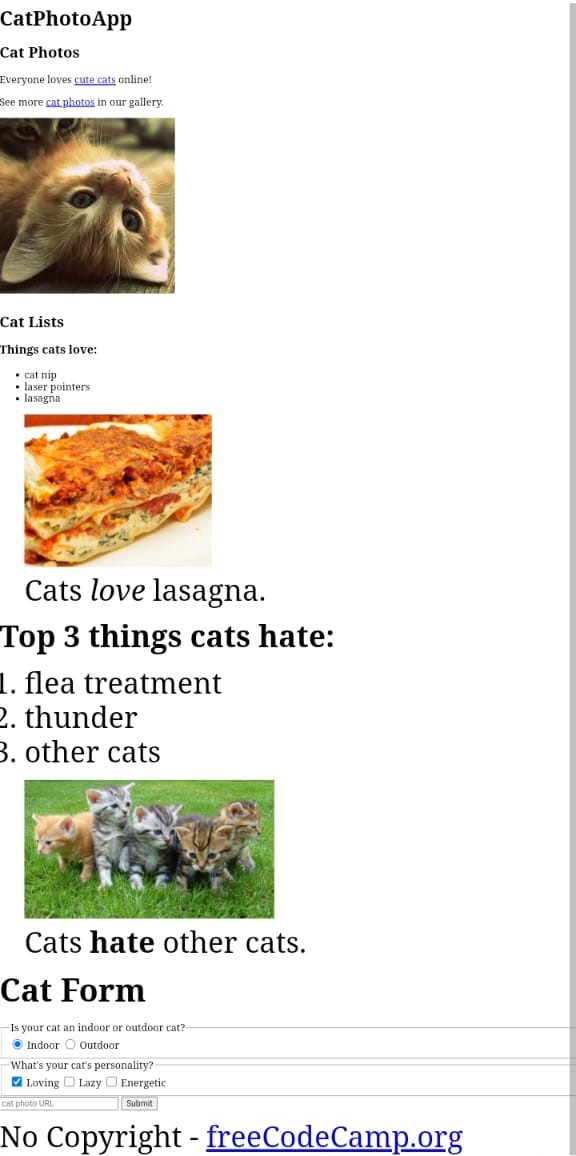 CatPhotoApp
Cat Photos
Everyone loves cute cats online!
See more cat photos in our gallery.
Cat Lists
Things cats love:
• cat nip
• laser pointers
• lasagna
Cats love lasagna.
Top 3 things cats hate:
1. flea treatment
2. thunder
3. other cats
Cats hate other cats.
Cat Form
Is your cat an indoor or outdoor cat?
Indoor Outdoor
What's your cat's personality?
Loving Lazy Energetic
cat photo URL Submit
No Copyright - freeCodeCamp.org